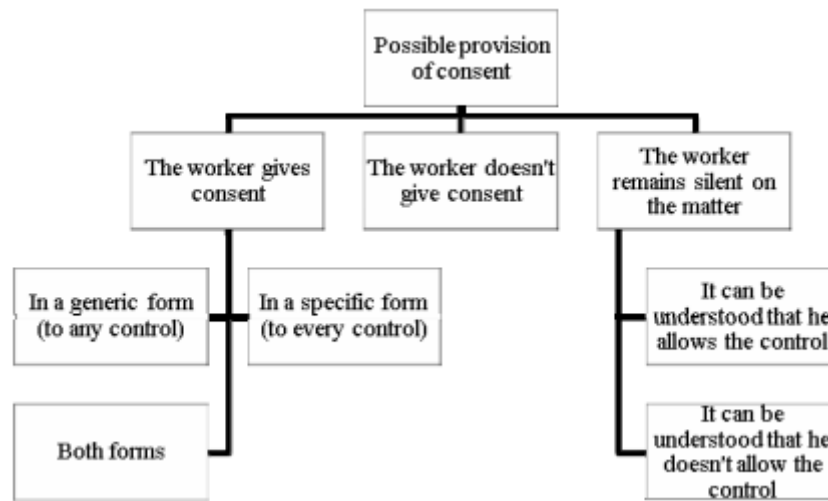 Possible provision
of consent
The worker gives
consent
The worker doesn't
give consent
The worker
remains silent on
the matter
In a generic form
(to any control)
In a specific form
(to every control)
It can be
understood that he
allows the control
Both forms
It can be
understood that he
doesn't allow the
control